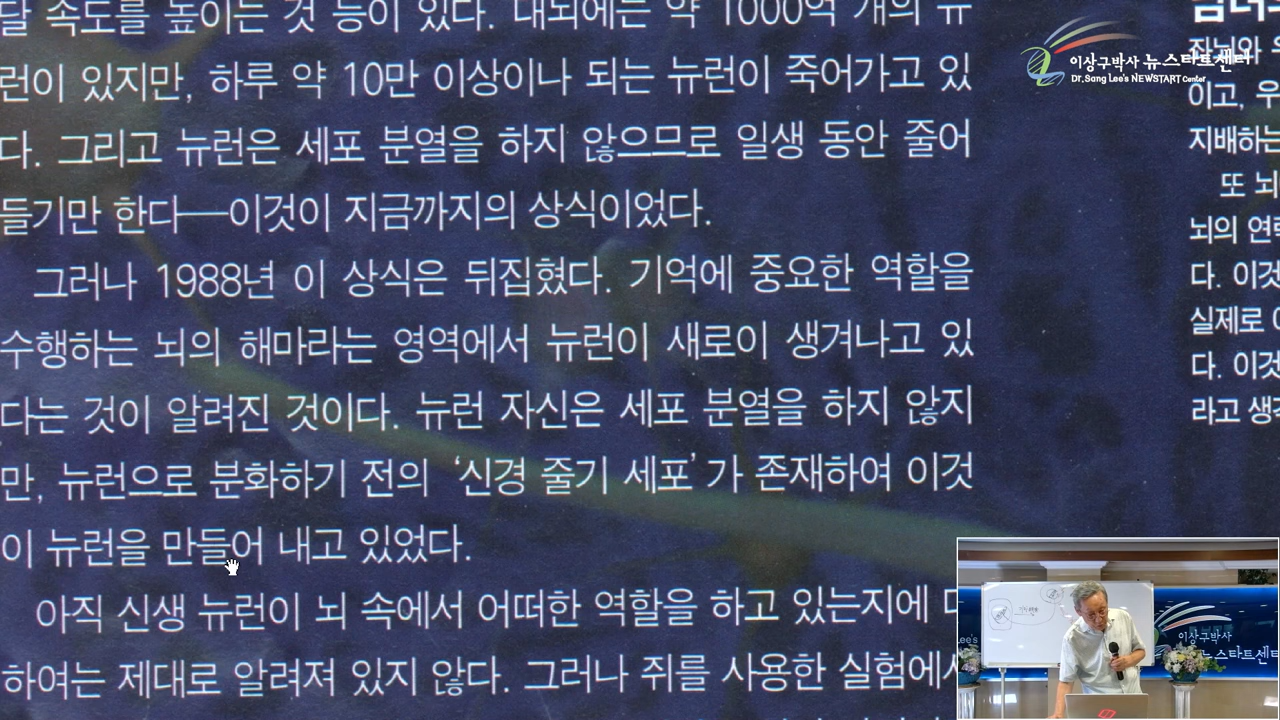 달 속도를 높이는 것 등이 있다. 대뇌에는 약 1000억 개의 뉴
런이 있지만, 하루 약 10만 이상이나 되는 뉴런이 죽어가고 있
다. 그리고 뉴런은 세포 분열을 하지 않으므로 일생 동안 줄어
들기만 한다—이것이 지금까지의 상식이었다.
그러나 1988년 이 상식은 뒤집혔다. 기억에 중요한 역할을
수행하는 뇌의 해마라는 영역에서 뉴런이 새로이 생겨나고 있
다는 것이 알려진 것이다. 뉴런 자신은 세포 분열을 하지 않지
만, 뉴런으로 분화하기 전의 ‘신경 줄기 세포’가 존재하여 이것
이 뉴런을 만들어 내고 있었다.
아직 신생 뉴런이 뇌 속에서 어떠한 역할을 하고 있는지에
하여는 제대로 알려져 있지 않다. 그러나 쥐를 사용한 실험에서
이상구박사 뉴스타트센터
Dr. Sang Lee's NEWSTART Center
이고, 우
지배하는
또 뇌
뇌의 연락
다. 이것
실제로
다. 이것
라고 생각
이상구박사
뉴스타트센터